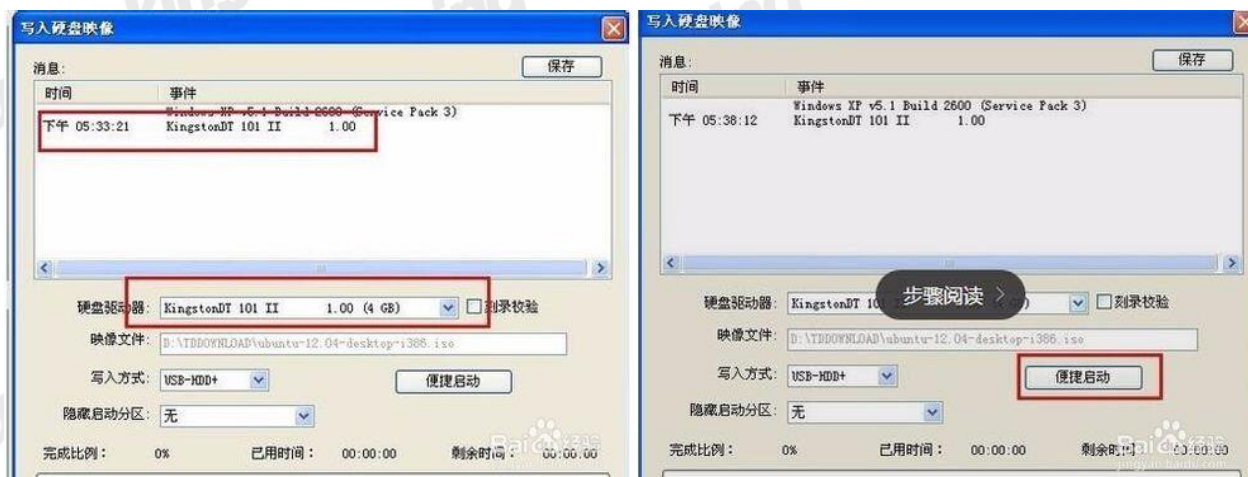 写入硬盘映像
消息:
保存
时间 事件
Windows XP v5.1 Build 2600 (Service Pack 3)
下午 05:33:21 KingstonDT 101 II 1.00
硬盘驱动器: KingstonDT 101 II 1.00 (4 GB) 刻录校验
映像文件: D:\TDDOWNLOAD\ubuntu-12.04-desktop-i386.iso
写入方式: USB-HDD+ 便捷启动
隐藏启动分区: 无
完成比例: 0% 已用时间: 00:00:00 剩余时间: 00:00:00
写入硬盘映像
消息:
保存
时间 事件
Windows XP v5.1 Build 2600 (Service Pack 3)
下午 05:38:12 KingstonDT 101 II 1.00
步骤阅读 >
硬盘驱动器: KingstonDT 10 刻录校验
映像文件: D:\TDDOWNLOAD\ubuntu-12.04-desktop-i386.iso
写入方式: USB-HDD+ 便捷启动
隐藏启动分区: 无
完成比例: 0% 已用时间: 00:00:00 剩余时间 00:00:00
Baidu经验
jingyan.baidu.com